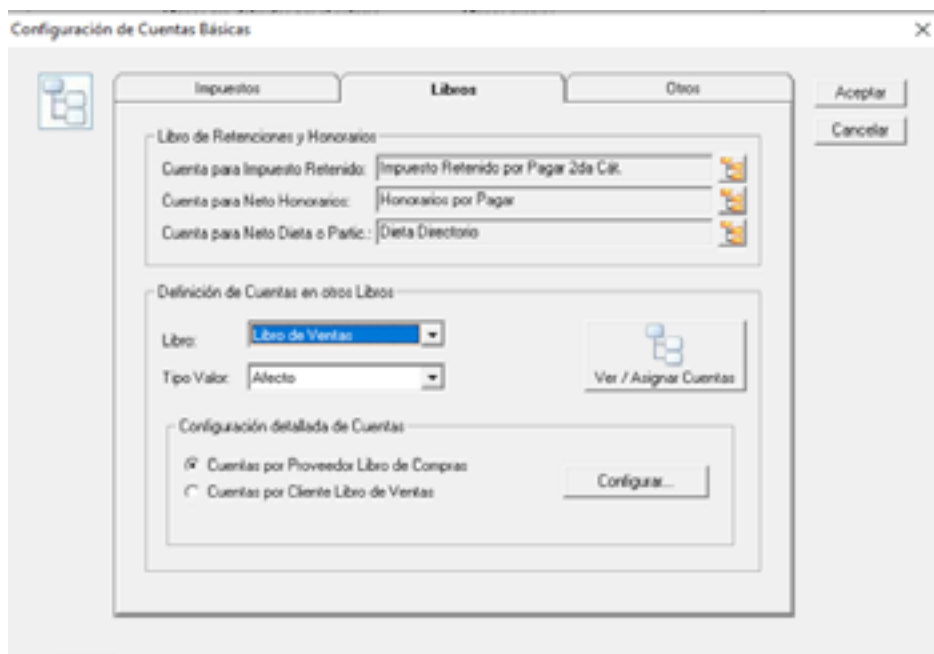 Configuración de Cuentas Básicas
Impuestos
Libros
Otros
Aceptar
Cancelar
Libro de Retenciones y Honorarios
Cuenta para Impuesto Retenido: Impuesto Retenido por Pagar 2da Cát.
Cuenta para Neto Honorarios: Honorarios por Pagar
Cuenta para Neto Dieta o Partic.: Dieta Directorio
Definición de Cuentas en otros Libros
Libro: Libro de Ventas
Tipo Valor: Afecto
Ver / Asignar Cuentas
Configuración detallada de Cuentas
Cuentas por Proveedor Libro de Compras
Cuentas por Cliente Libro de Ventas
Configurar...